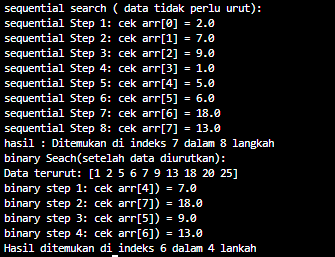 sequential search ( data tidak perlu urut):
sequential Step 1: cek arr[0] = 2.0
sequential Step 2: cek arr[1] = 7.0
sequential Step 3: cek arr[2] = 9.0
sequential Step 4: cek arr[3] = 1.0
sequential Step 5: cek arr[4] = 5.0
sequential Step 6: cek arr[5] = 6.0
sequential Step 7: cek arr[6] = 18.0
sequential Step 8: cek arr[7] = 13.0
hasil : Ditemukan di indeks 7 dalam 8 langkah
binary Seach(setelah data diurutkan):
Data terurut: [1 2 5 6 7 9 13 18 20 25]
binary step 1: cek arr[4]) = 7.0
binary step 2: cek arr[7]) = 18.0
binary step 3: cek arr[5]) = 9.0
binary step 4: cek arr[6]) = 13.0
Hasil ditemukan di indeks 6 dalam 4 lankah